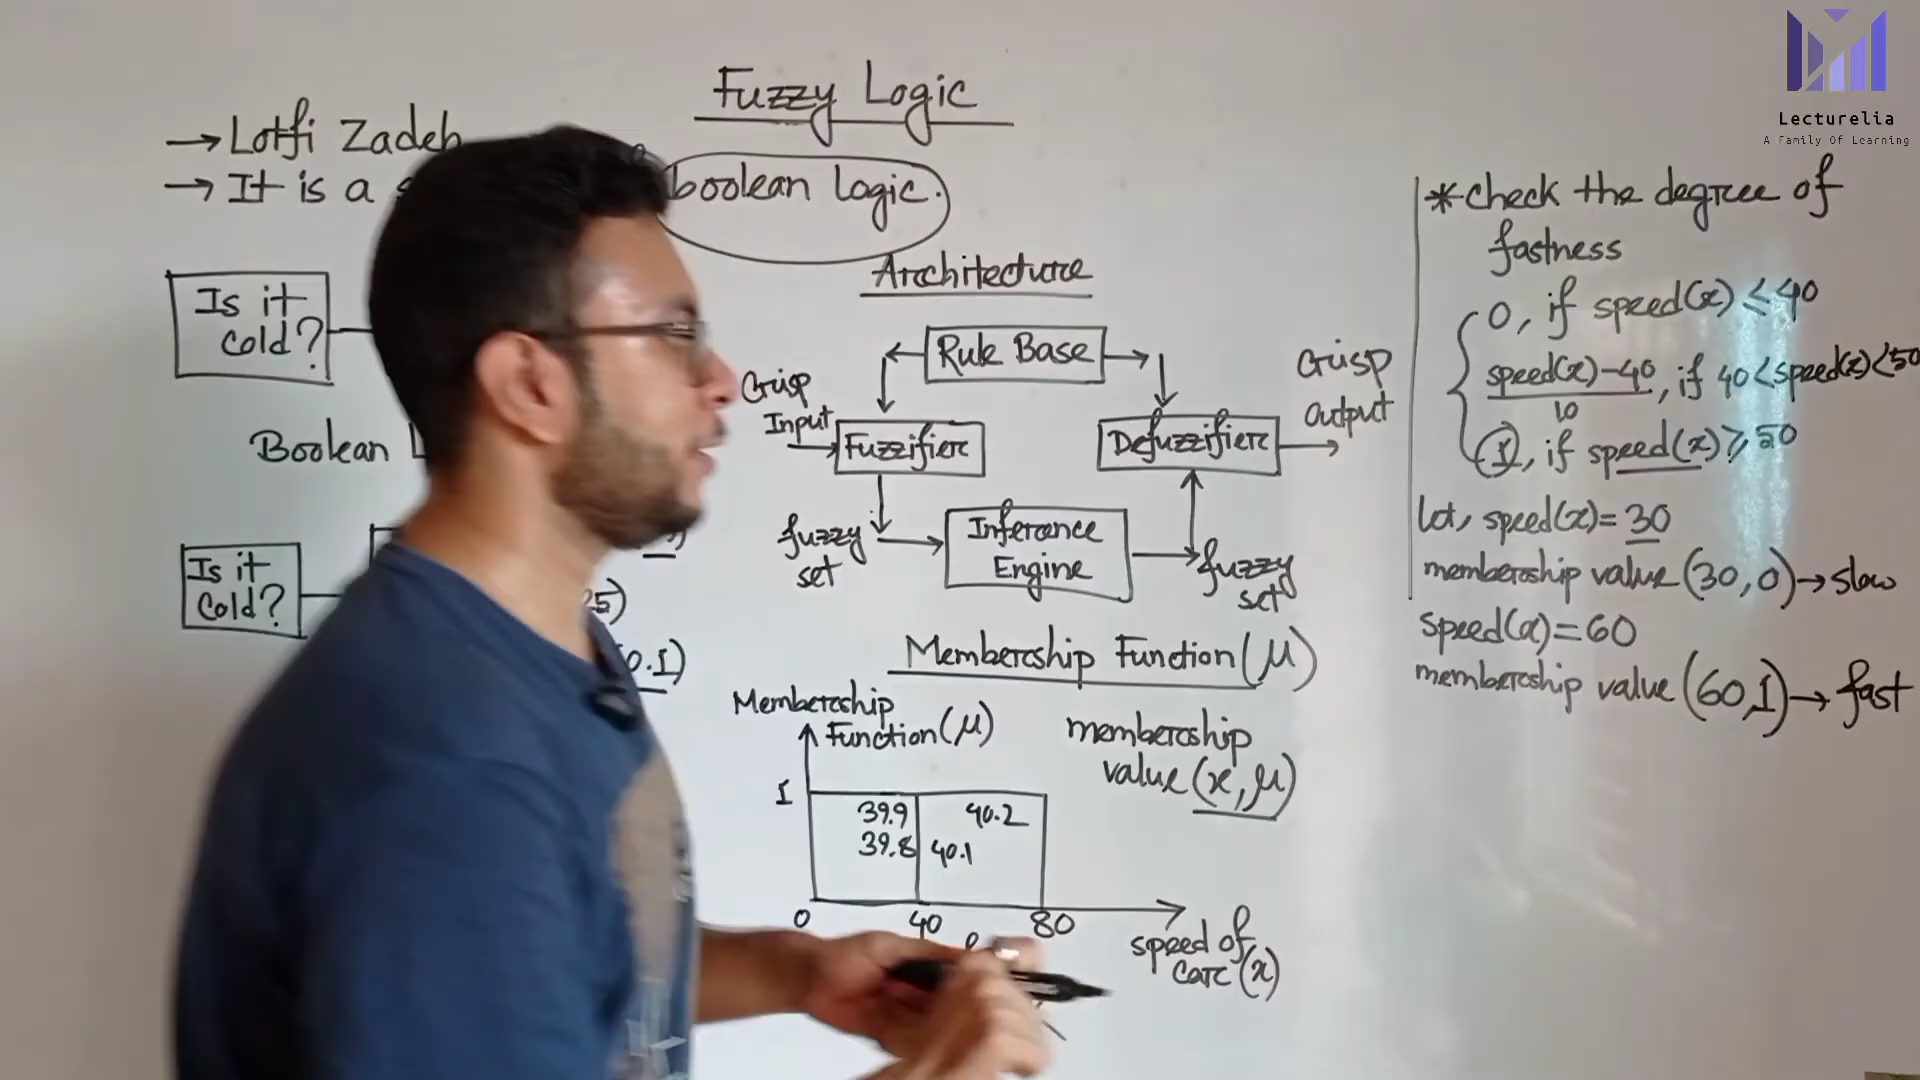 Fuzzy Logic
→ Lotfi Zadeh
→ It is a
boolean logic.
Is it
cold?
Boolean
Is it
cold?
25)
0.1)
Architecture
Rule Base
Crisp
Input
Fuzzifier
Defuzzifier
Crisp
output
fuzzy
set
Inference
Engine
fuzzy
set
Membership Function (μ)
Membership
Function (μ)
membership
value (x, μ)
1
39.9
39.8
40.2
40.1
0
40
80
speed of
car (x)
*check the degree of
fastness
0, if speed(x) ≤ 40
speed(x)-40
10
, if 40<speed(x)<50
1, if speed(x) ≥ 50
let, speed(x)=30
membership value (30,0)→slow
speed(x)=60
membership value (60,1)→fast
Lecturelia
A Family Of Learning